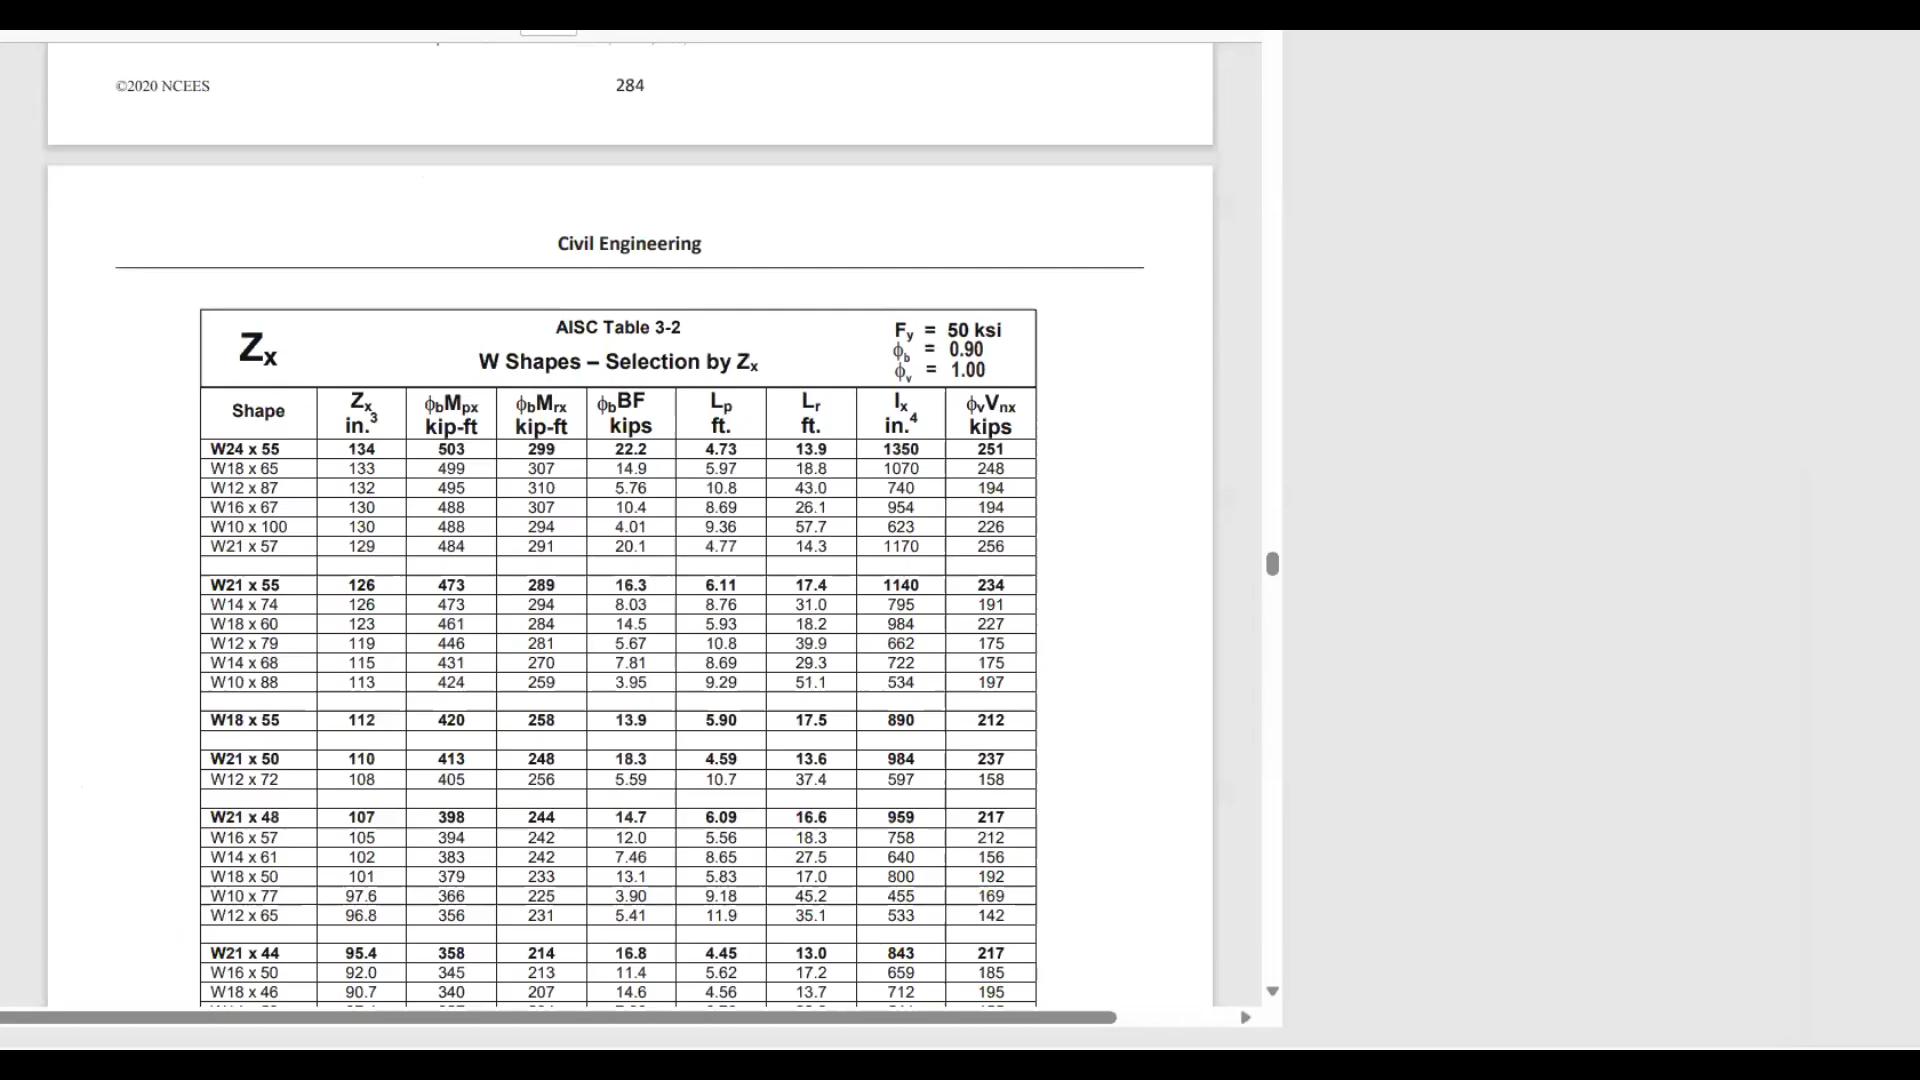 ©2020 NCEES 284
Civil Engineering
Zx AISC Table 3-2 Fy = 50 ksi
W Shapes – Selection by Zx ϕb = 0.90
ϕv = 1.00
Shape Zx in.³ ϕbMpx kip-ft ϕbMrx kip-ft ϕbBF kips Lp ft. Lr ft. Ix in.⁴ ϕvVnx kips
W24 x 55 134 503 299 22.2 4.73 13.9 1350 251
W18 x 65 133 499 307 14.9 5.97 18.8 1070 248
W12 x 87 132 495 310 5.76 10.8 43.0 740 194
W16 x 67 130 488 307 10.4 8.69 26.1 954 194
W10 x 100 130 488 294 4.01 9.36 57.7 623 226
W21 x 57 129 484 291 20.1 4.77 14.3 1170 256
W21 x 55 126 473 289 16.3 6.11 17.4 1140 234
W14 x 74 126 473 294 8.03 8.76 31.0 795 191
W18 x 60 123 461 284 14.5 5.93 18.2 984 227
W12 x 79 119 446 281 5.67 10.8 39.9 662 175
W14 x 68 115 431 270 7.81 8.69 29.3 722 175
W10 x 88 113 424 259 3.95 9.29 51.1 534 197
W18 x 55 112 420 258 13.9 5.90 17.5 890 212
W21 x 50 110 413 248 18.3 4.59 13.6 984 237
W12 x 72 108 405 256 5.59 10.7 37.4 597 158
W21 x 48 107 398 244 14.7 6.09 16.6 959 217
W16 x 57 105 394 242 12.0 5.56 18.3 758 212
W14 x 61 102 383 242 7.46 8.65 27.5 640 156
W18 x 50 101 379 233 13.1 5.83 17.0 800 192
W10 x 77 97.6 366 225 3.90 9.18 45.2 455 169
W12 x 65 96.8 356 231 5.41 11.9 35.1 533 142
W21 x 44 95.4 358 214 16.8 4.45 13.0 843 217
W16 x 50 92.0 345 213 11.4 5.62 17.2 659 185
W18 x 46 90.7 340 207 14.6 4.56 13.7 712 195